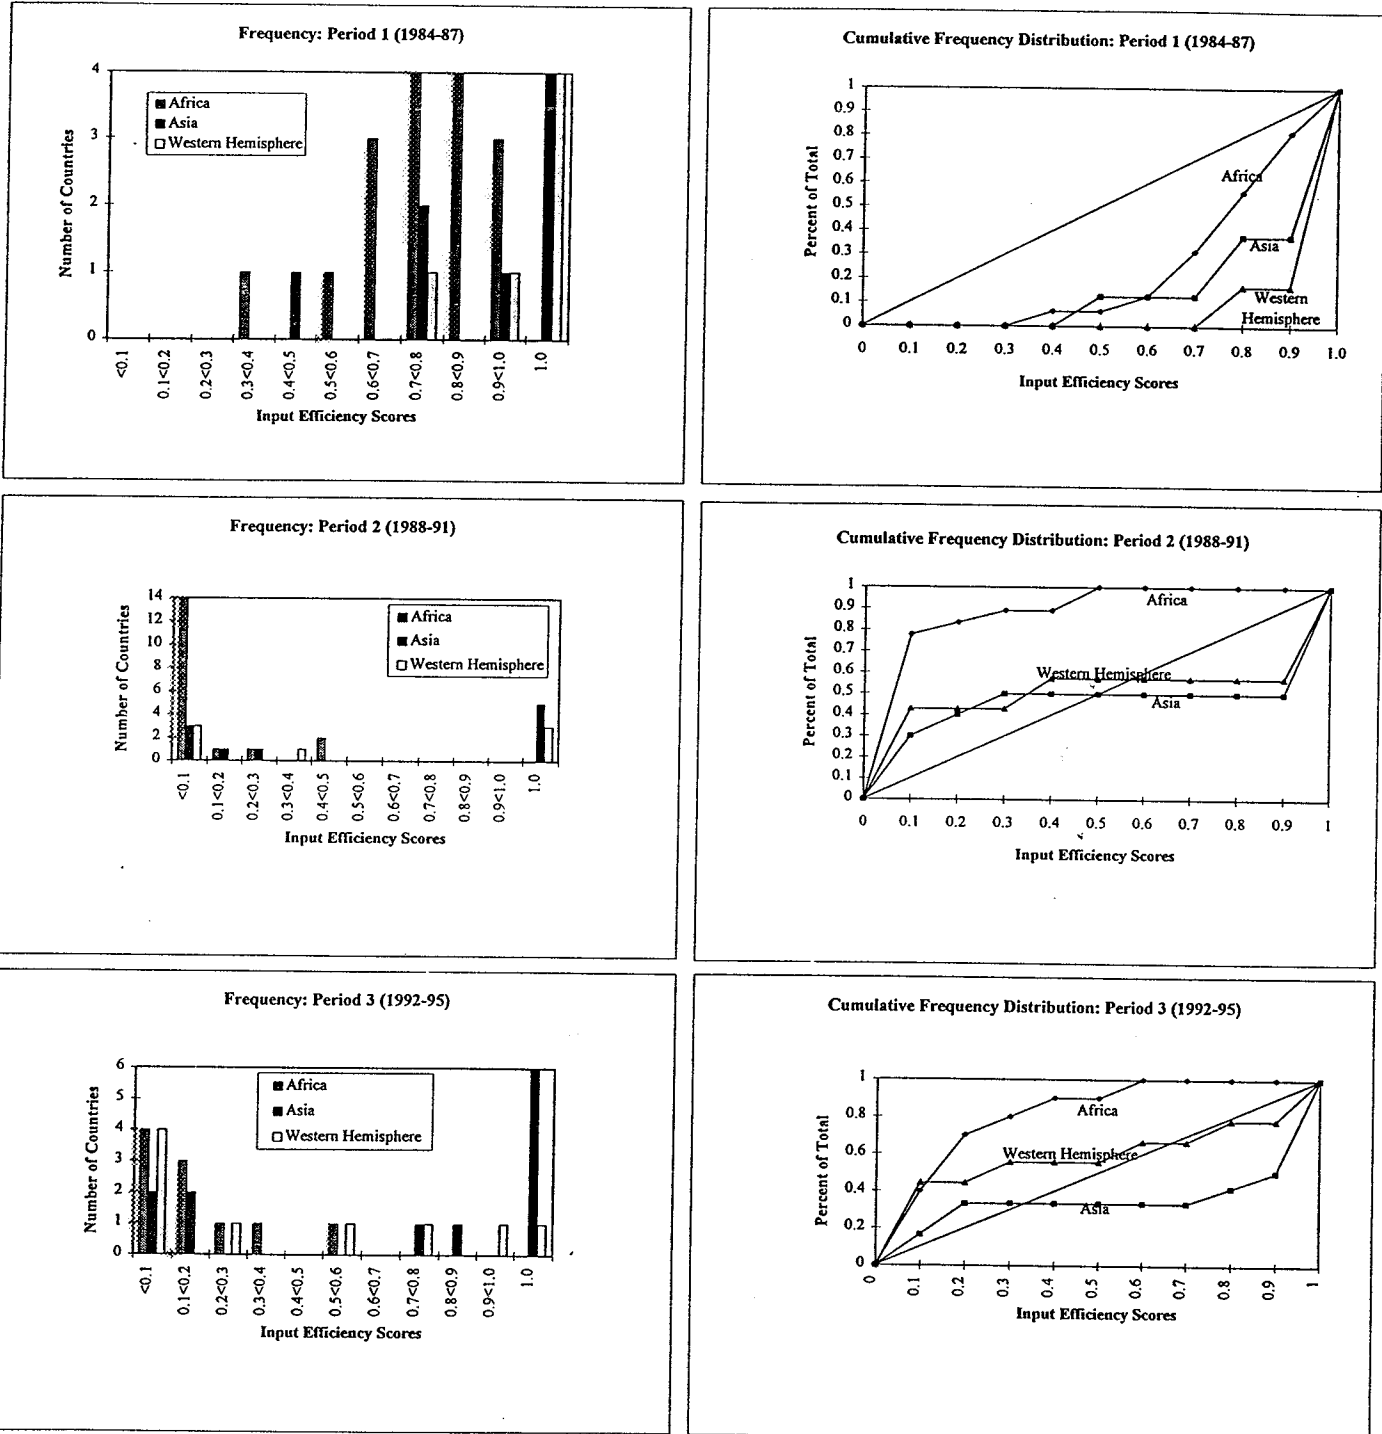 Frequency: Period 1 (1984-87)
4
3
2
1
0
Number of Countries
Africa
Asia
Western Hemisphere
<0.1
0.1<0.2
0.2<0.3
0.3<0.4
0.4<0.5
0.5<0.6
0.6<0.7
0.7<0.8
0.8<0.9
0.9<1.0
1.0
Input Efficiency Scores
Cumulative Frequency Distribution: Period 1 (1984-87)
1
0.9
0.8
0.7
0.6
0.5
0.4
0.3
0.2
0.1
0
Percent of Total
Africa
Asia
Western
Hemisphere
0 0.1 0.2 0.3 0.4 0.5 0.6 0.7 0.8 0.9 1.0
Input Efficiency Scores
Frequency: Period 2 (1988-91)
14
12
10
8
6
4
2
0
Number of Countries
Africa
Asia
Western Hemisphere
<0.1
0.1<0.2
0.2<0.3
0.3<0.4
0.4<0.5
0.5<0.6
0.6<0.7
0.7<0.8
0.8<0.9
0.9<1.0
1.0
Input Efficiency Scores
Cumulative Frequency Distribution: Period 2 (1988-91)
1
0.9
0.8
0.7
0.6
0.5
0.4
0.3
0.2
0.1
0
Percent of Total
Africa
Western Hemisphere
Asia
0 0.1 0.2 0.3 0.4 0.5 0.6 0.7 0.8 0.9 1
Input Efficiency Scores
Frequency: Period 3 (1992-95)
6
5
4
3
2
1
0
Number of Countries
Africa
Asia
Western Hemisphere
<0.1
0.1<0.2
0.2<0.3
0.3<0.4
0.4<0.5
0.5<0.6
0.6<0.7
0.7<0.8
0.8<0.9
0.9<1.0
1.0
Input Efficiency Scores
Cumulative Frequency Distribution: Period 3 (1992-95)
1
0.8
0.6
0.4
0.2
0
Percent of Total
Africa
Western Hemisphere
Asia
0
0.1
0.2
0.3
0.4
0.5
0.6
0.7
0.8
0.9
1
Input Efficiency Scores